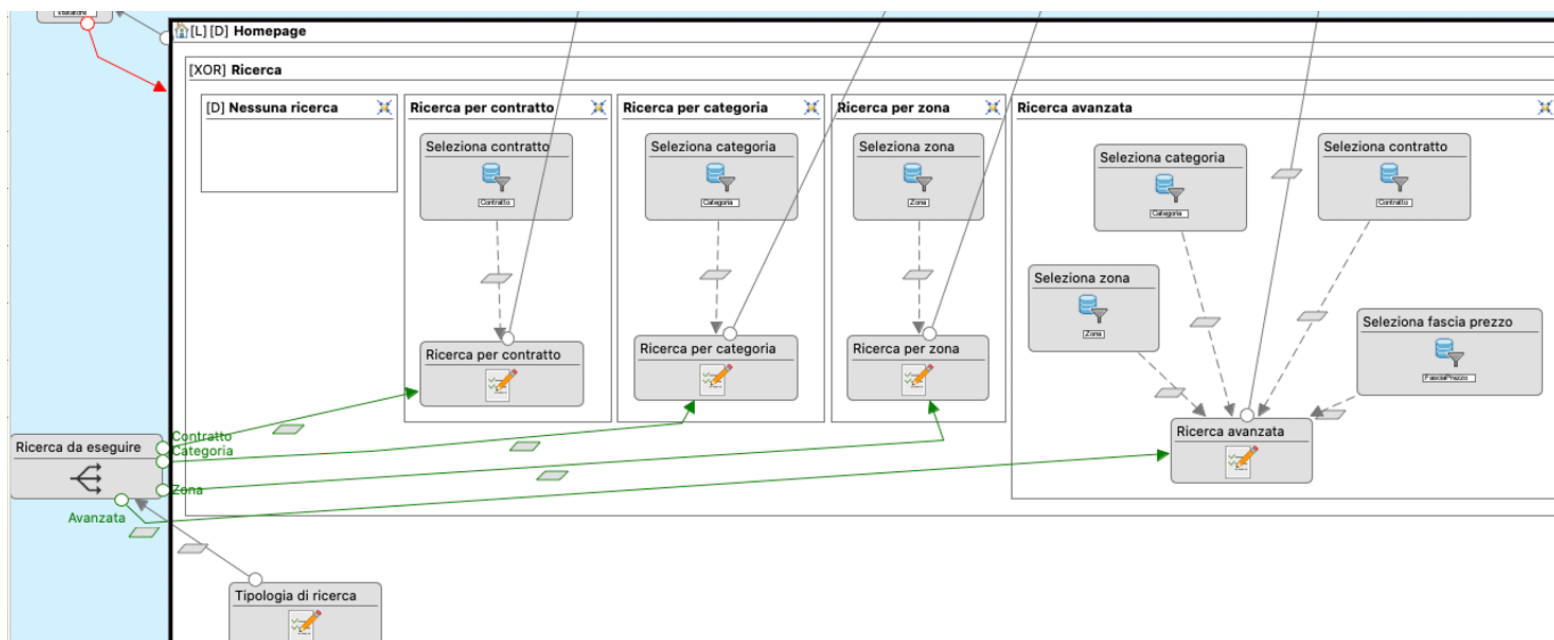 Visitatore
[L] [D] Homepage
[XOR] Ricerca
[D] Nessuna ricerca
Ricerca per contratto
Ricerca per categoria
Ricerca per zona
Ricerca avanzata
Seleziona contratto
Contratto
Seleziona categoria
Categoria
Seleziona zona
Zona
Seleziona categoria
Categoria
Seleziona contratto
Contratto
Seleziona zona
Zona
Seleziona fascia prezzo
FasciaPrezzo
Ricerca per contratto
Ricerca per categoria
Ricerca per zona
Ricerca avanzata
Ricerca da eseguire
Contratto
Categoria
Zona
Avanzata
Tipologia di ricerca